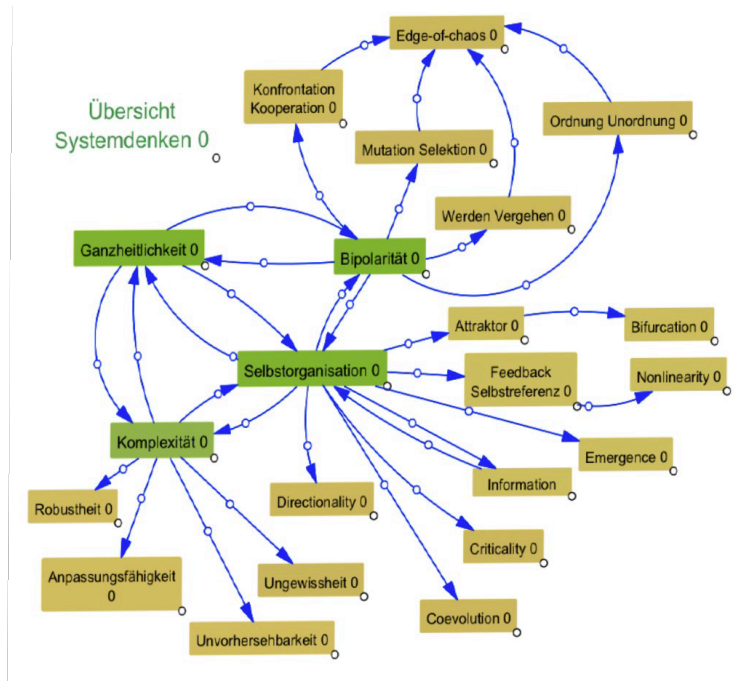 Edge-of-chaos 0
Konfrontation
Kooperation 0
Übersicht
Systemdenken 0
Ordnung Unordnung 0
Mutation Selektion 0
Werden Vergehen 0
Ganzheitlichkeit 0
Bipolarität 0
Attraktor 0
Bifurcation 0
Selbstorganisation 0
Feedback
Selbstreferenz 0
Nonlinearity 0
Komplexität 0
Emergence 0
Information
Robustheit 0
Directionality 0
Criticality 0
Anpassungsfähigkeit
0
Ungewissheit 0
Coevolution 0
Unvorhersehbarkeit 0